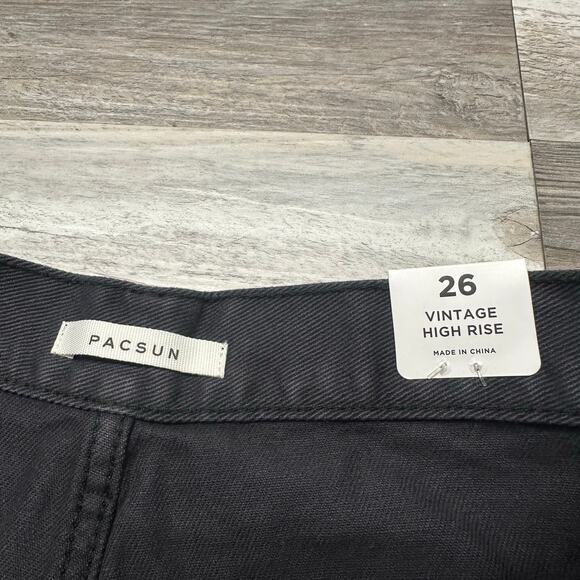 PACSUN
26
VINTAGE
HIGH RISE
MADE IN CHINA